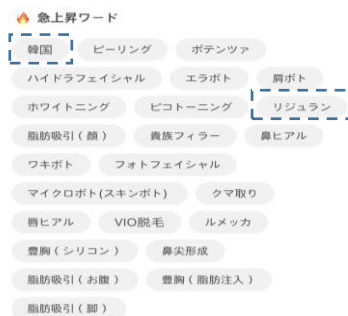 急上昇ワード
韓国 ピーリング ポテンツァ
ハイドラフェイシャル エラボト 肩ボト
ホワイトニング ピコトーニング リジュラン
脂肪吸引(顔) 貴族フィラー 鼻ヒアル
ワキボト フォトフェイシャル
マイクロボト(スキンボト) クマ取り
唇ヒアル VIO脱毛 ルメッカ
豊胸(シリコン) 鼻尖形成
脂肪吸引(お腹) 豊胸(脂肪注入)
脂肪吸引(脚)